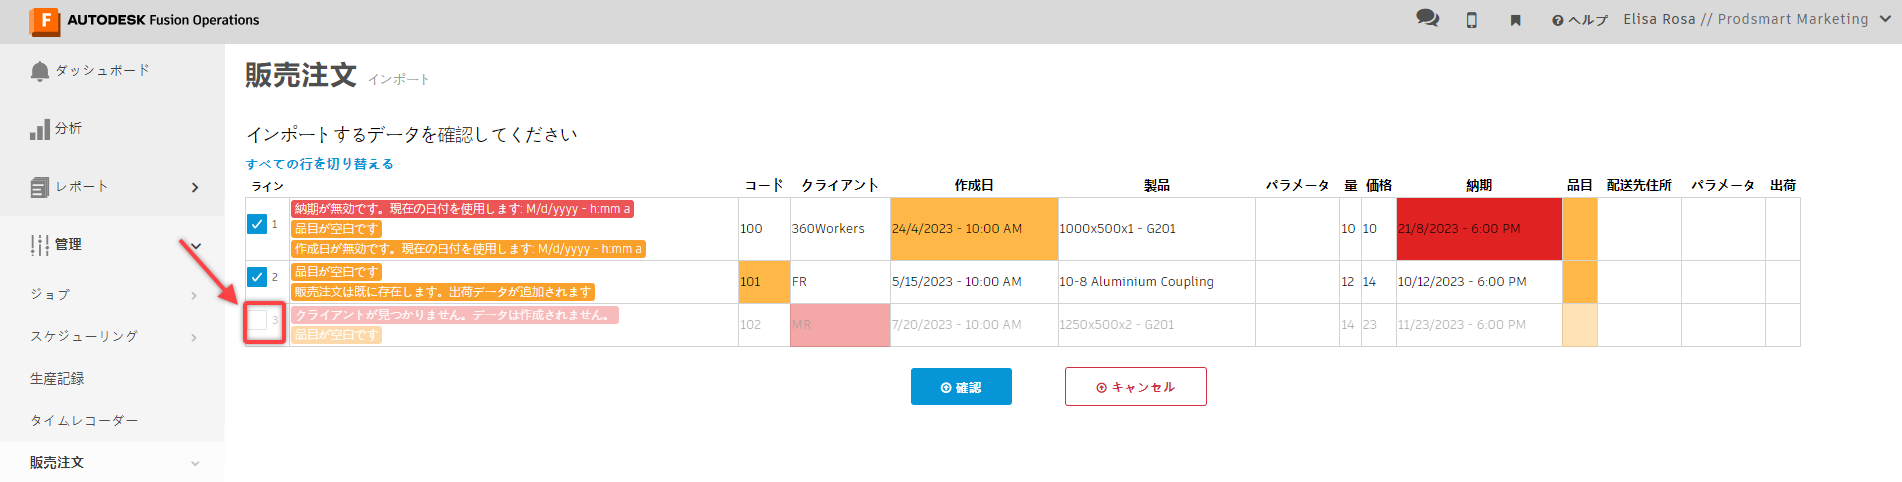 AUTODESK Fusion Operations
ヘルプ Elisa Rosa // Prodsmart Marketing
ダッシュボード
分析
レポート
管理
ジョブ
スケジューリング
生産記録
タイムレコーダー
販売注文
販売注文 インポート
インポートするデータを確認してください
すべての行を切り替える
ライン コード クライアント 作成日 製品 パラメータ 量 価格 納期 品目 配送先住所 パラメータ 出荷
納期が無効です。現在の日付を使用します: M/d/yyyy - h:mm a
1 品目が空白です 100 360Workers 24/4/2023 - 10:00 AM 1000x500x1 - G201 10 10 21/8/2023 - 6:00 PM
作成日が無効です。現在の日付を使用します: M/d/yyyy - h:mm a
品目が空白です
2 101 FR 5/15/2023 - 10:00 AM 10-8 Aluminium Coupling 12 14 10/12/2023 - 6:00 PM
販売注文は既に存在します。出荷データが追加されます
クライアントが見つかりません。データは作成されません。
3 102 MR 7/20/2023 - 10:00 AM 1250x500x2 - G201 14 23 11/23/2023 - 6:00 PM
品目が空白です
確認 キャンセル